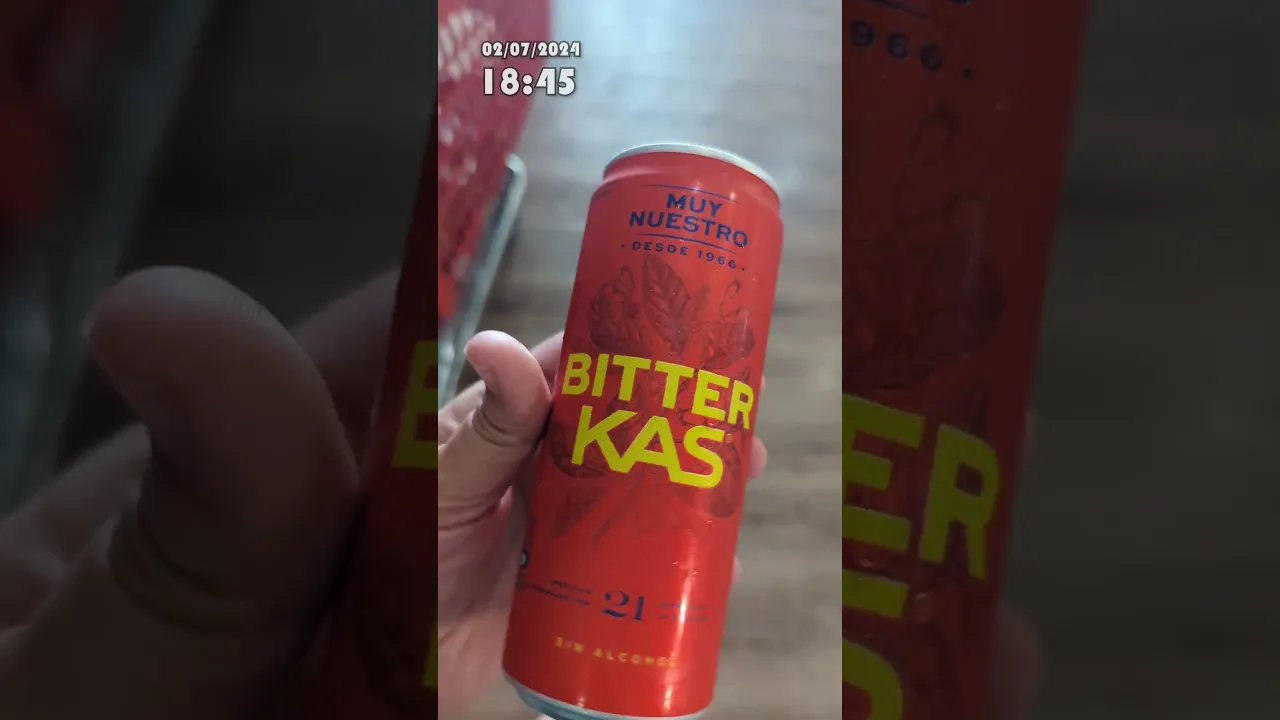 02/07/2024
18:45
MUY
NUESTRO
· DESDE 1966 ·
BITTER
KAS
21
SIN ALCOHOL